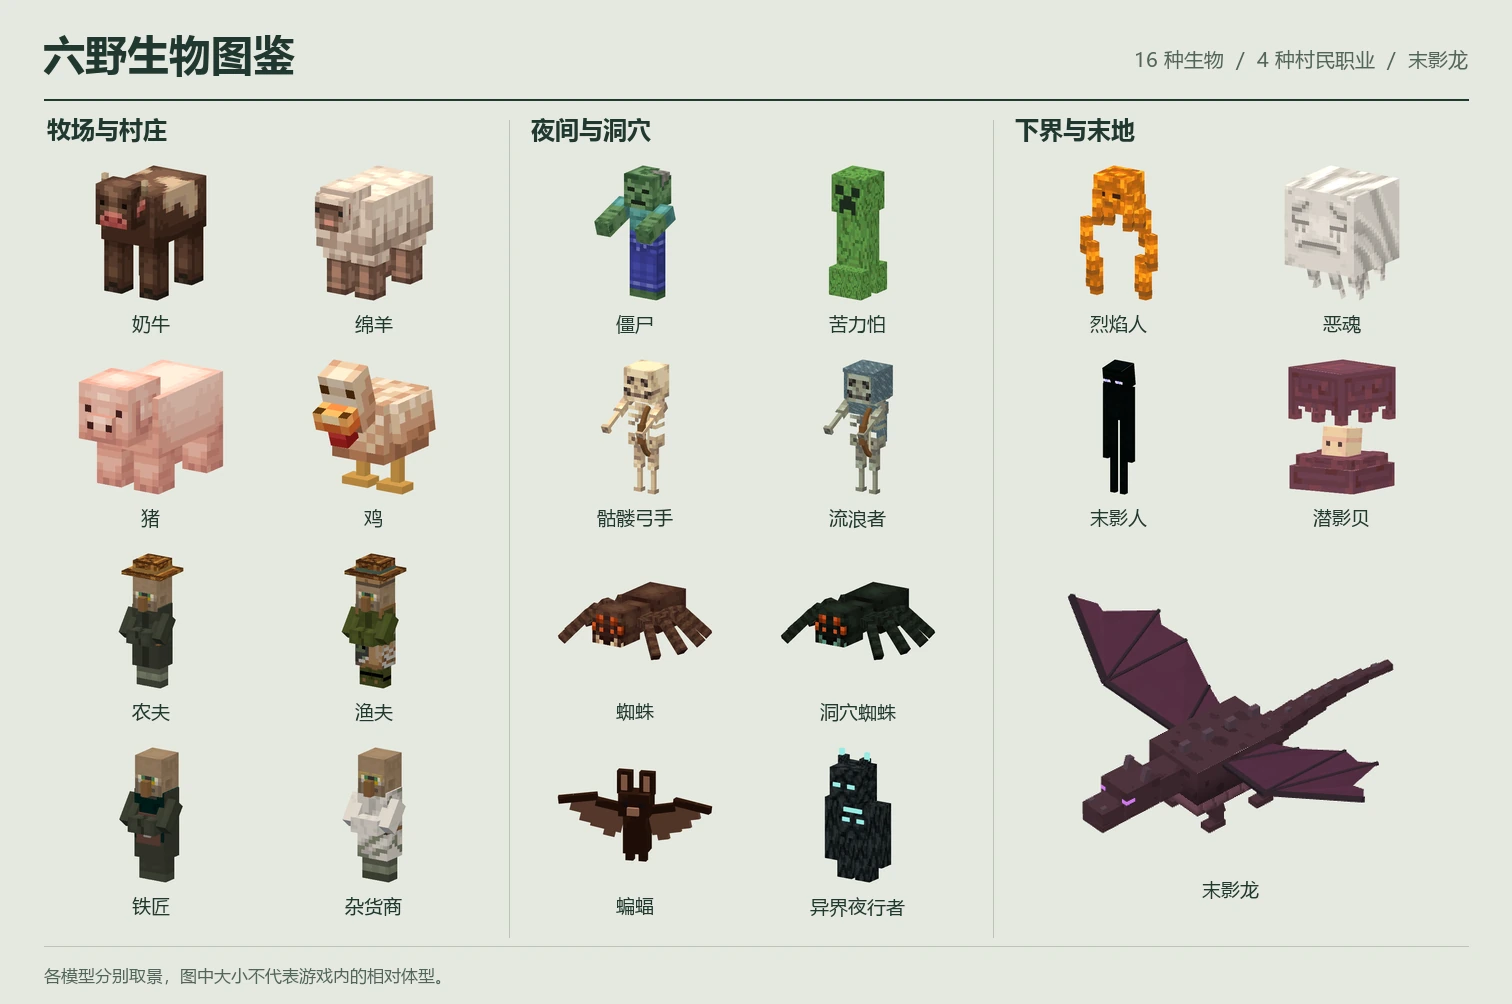 六野生物图鉴
16 种生物 / 4 种村民职业 / 末影龙
牧场与村庄
夜间与洞穴
下界与末地
奶牛
绵羊
僵尸
苦力怕
烈焰人
恶魂
猪
鸡
骷髅弓手
流浪者
末影人
潜影贝
农夫
渔夫
蜘蛛
洞穴蜘蛛
铁匠
杂货商
蝙蝠
异界夜行者
末影龙
各模型分别取景，图中大小不代表游戏内的相对体型。